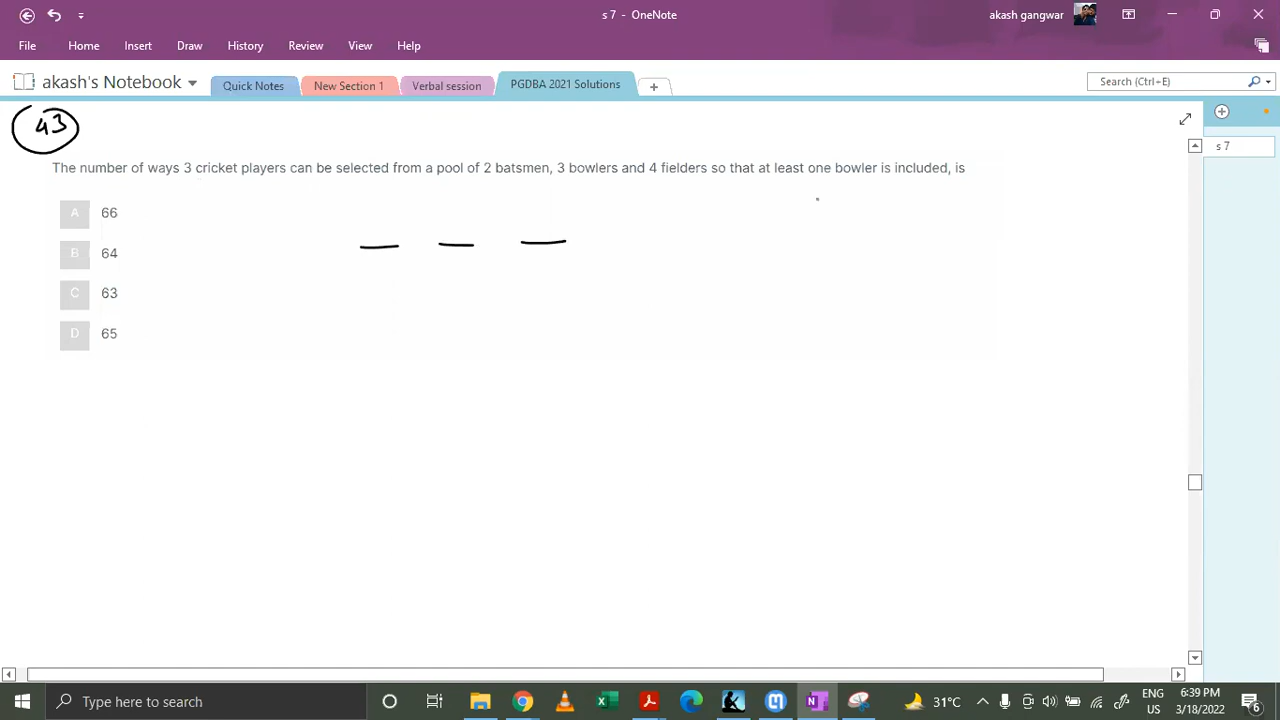 s 7 - OneNote
akash gangwar
File Home Insert Draw History Review View Help
akash's Notebook Quick Notes New Section 1 Verbal session PGDBA 2021 Solutions + Search (Ctrl+E)
43
s 7
The number of ways 3 cricket players can be selected from a pool of 2 batsmen, 3 bowlers and 4 fielders so that at least one bowler is included, is
A 66
B 64
C 63
D 65
Type here to search
31°C
ENG
US
6:39 PM
3/18/2022
6